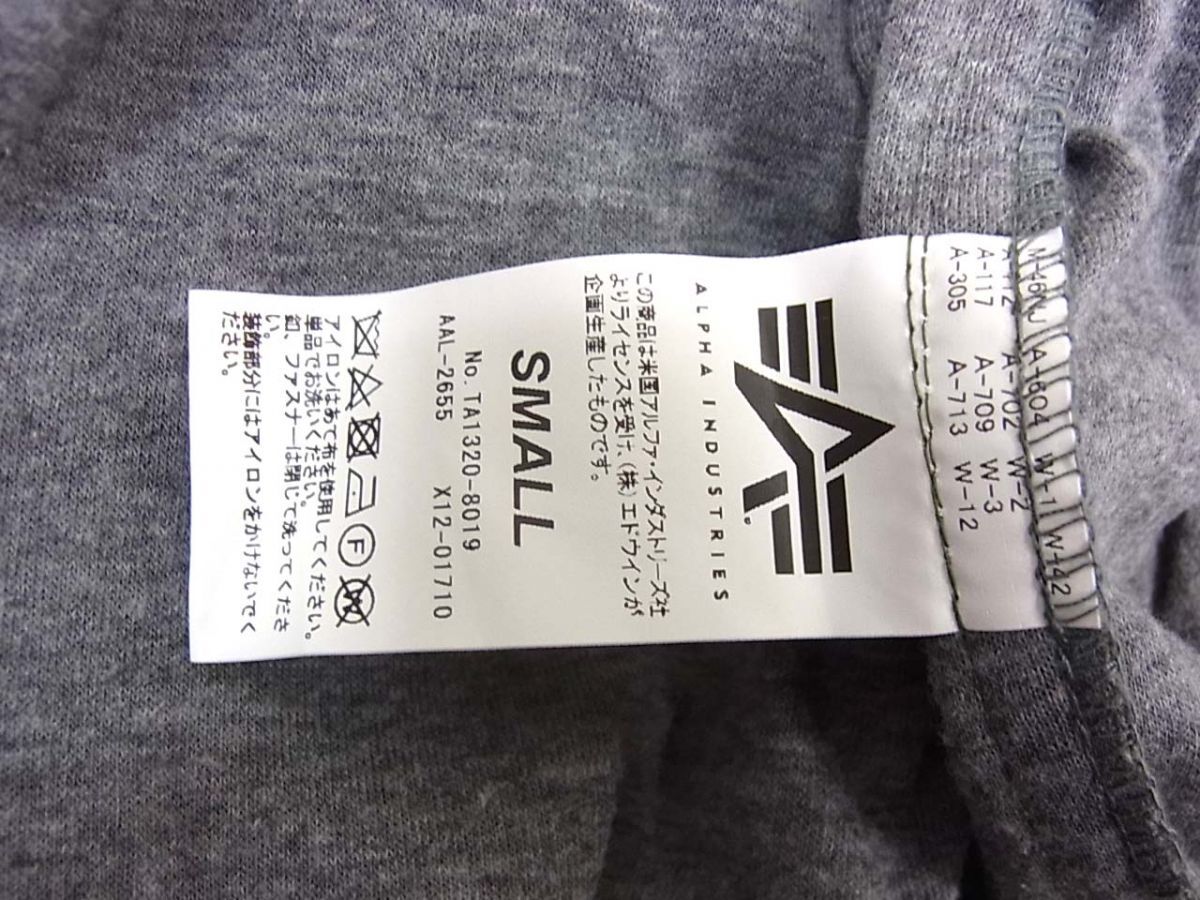 A-117 A-709 W-3
A-305 A-713 W-12
ALPHA INDUSTRIES
この商品は米国アルファ・インダストリーズ社
よりライセンスを受け、(株)エドウインが
企画生産したものです。
SMALL
No. TA1320-8019
AAL-2655 X12-01710
F
W
アイロンはあて布を使用してください。
単品でお洗いください。
釦、ファスナーは閉じて洗ってくださ
い。
装飾部分にはアイロンをかけないでく
ださい。